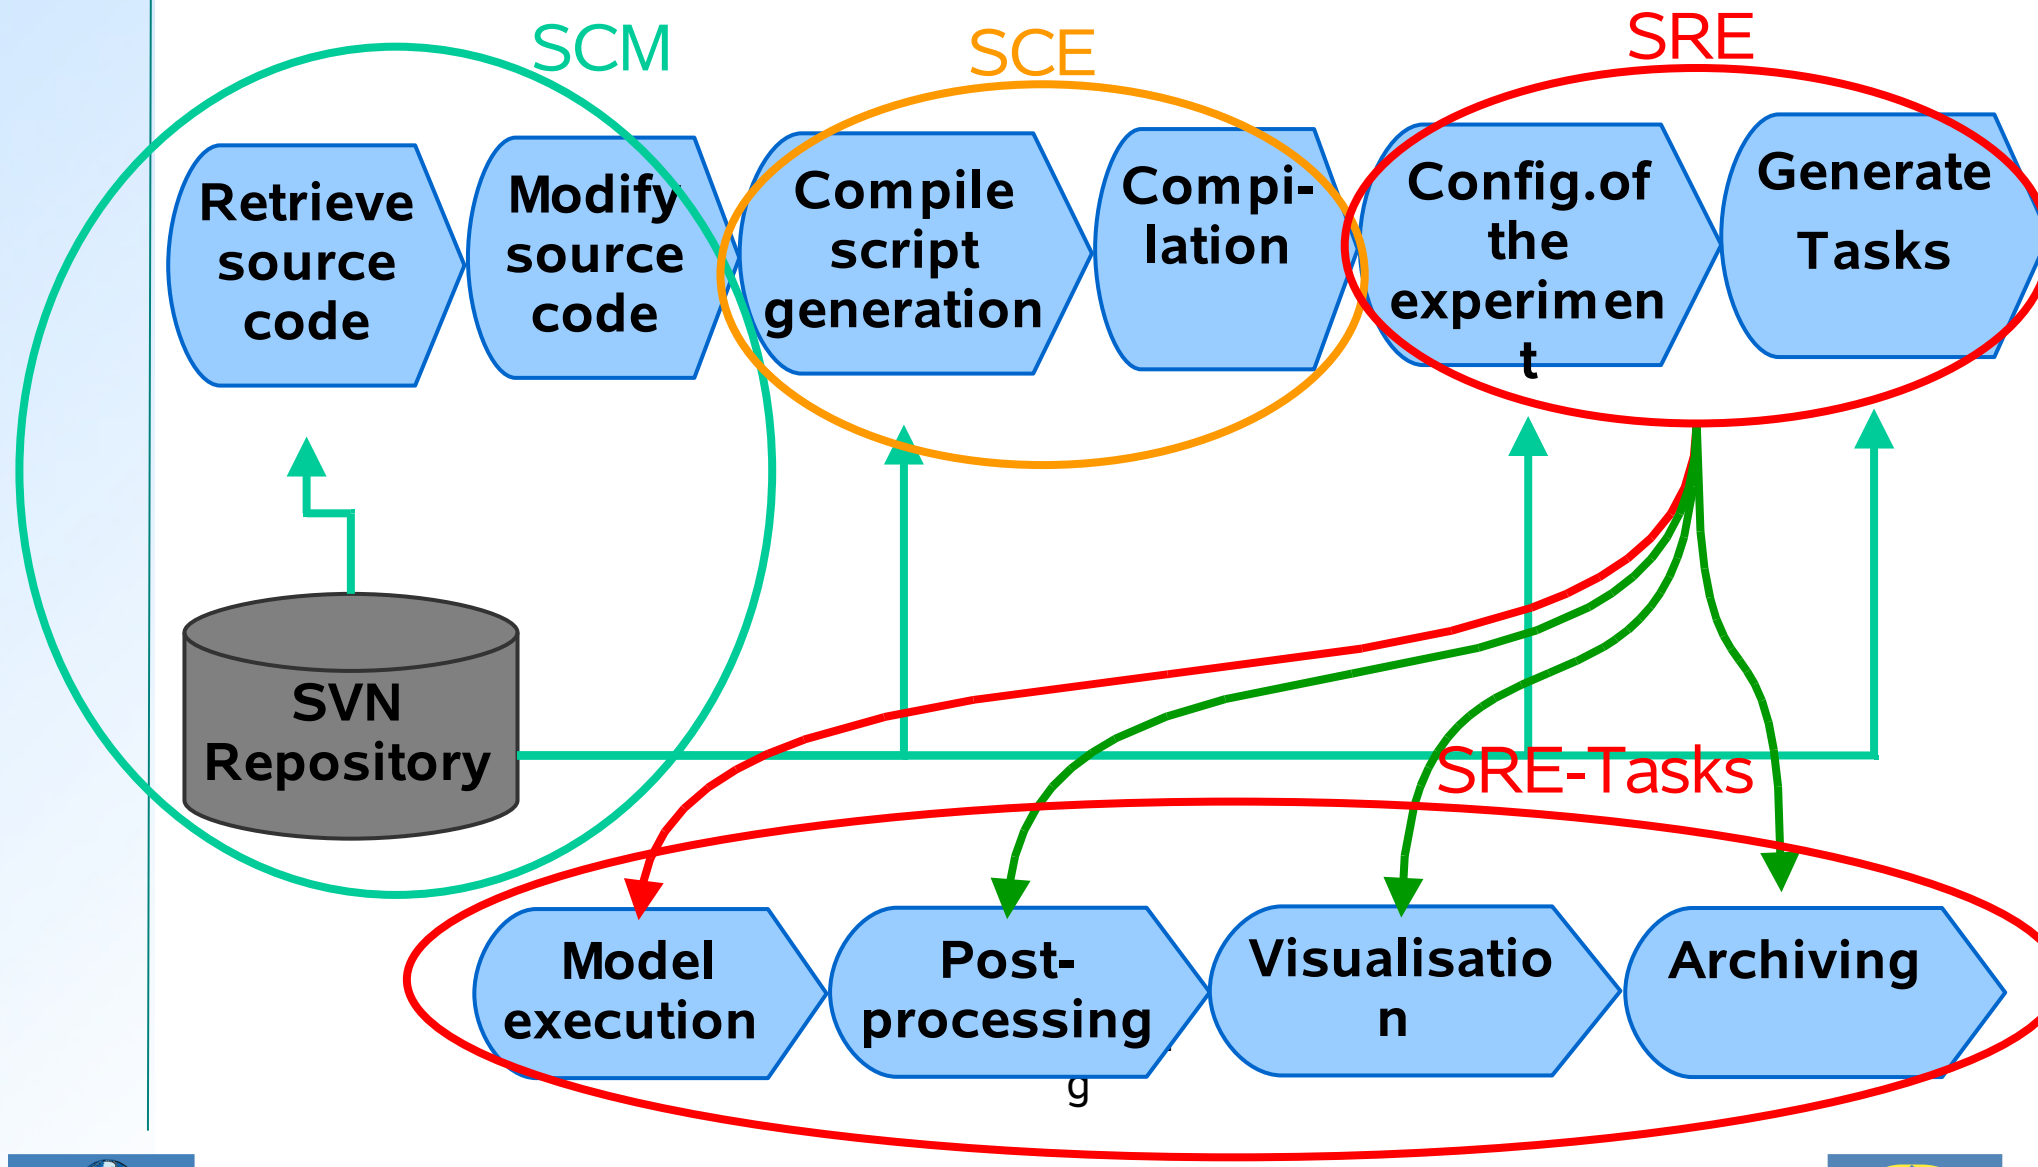 SCM
SCE
SRE
Retrieve
source
code
Modify
source
code
Compile
script
generation
Compi-
lation
Config.of
the
experimen
t
Generate
Tasks
SVN
Repository
SRE-Tasks
Model
execution
Post-
processing
g
Visualisatio
n
Archiving